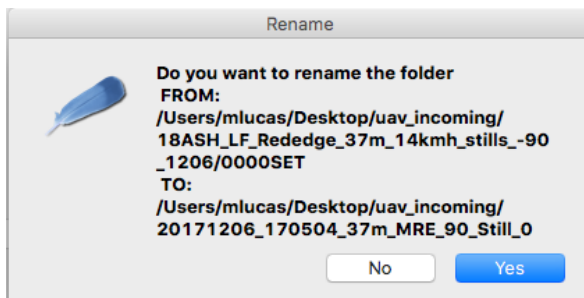 Rename
Do you want to rename the folder
FROM:
/Users/mlucas/Desktop/uav_incoming/
18ASH_LF_Rededge_37m_14kmh_stills_-90
_1206/0000SET
TO:
/Users/mlucas/Desktop/uav_incoming/
20171206_170504_37m_MRE_90_Still_0
No
Yes